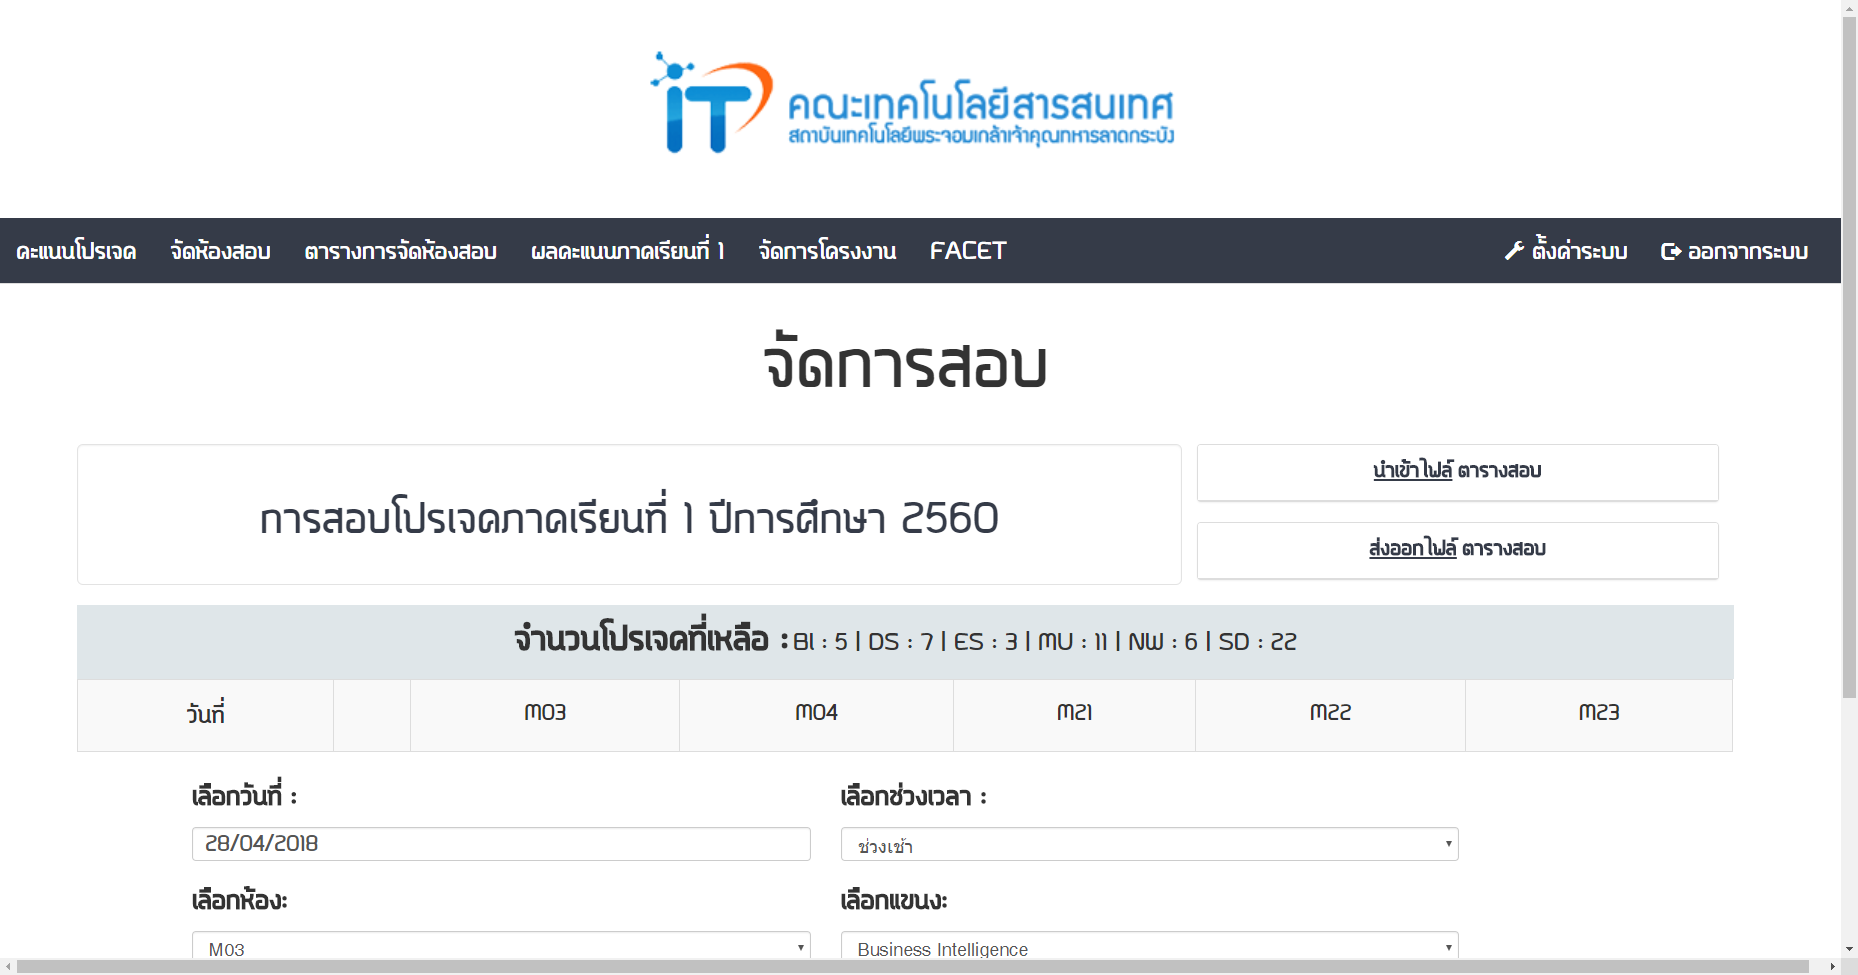 iT คณะเทคโนโลยีสารสนเทศ
สถาบันเทคโนโลยีพระจอมเกล้าเจ้าคุณทหารลาดกระบัง
คะแนนโปรเจค จัดห้องสอบ ตารางการจัดห้องสอบ ผลคะแนนภาคเรียนที่ 1 จัดการโครงงาน FACET ตั้งค่าระบบ ออกจากระบบ
จัดการสอบ
การสอบโปรเจคภาคเรียนที่ 1 ปีการศึกษา 2560
นำเข้าไฟล์ ตารางสอบ
ส่งออกไฟล์ ตารางสอบ
จำนวนโปรเจคที่เหลือ : BI : 5 | DS : 7 | ES : 3 | MU : 11 | NW : 6 | SD : 22
วันที่ M03 M04 M21 M22 M23
เลือกวันที่ : เลือกช่วงเวลา :
28/04/2018 ช่วงเช้า
เลือกห้อง: เลือกแขนง:
M03 Business Intelligence